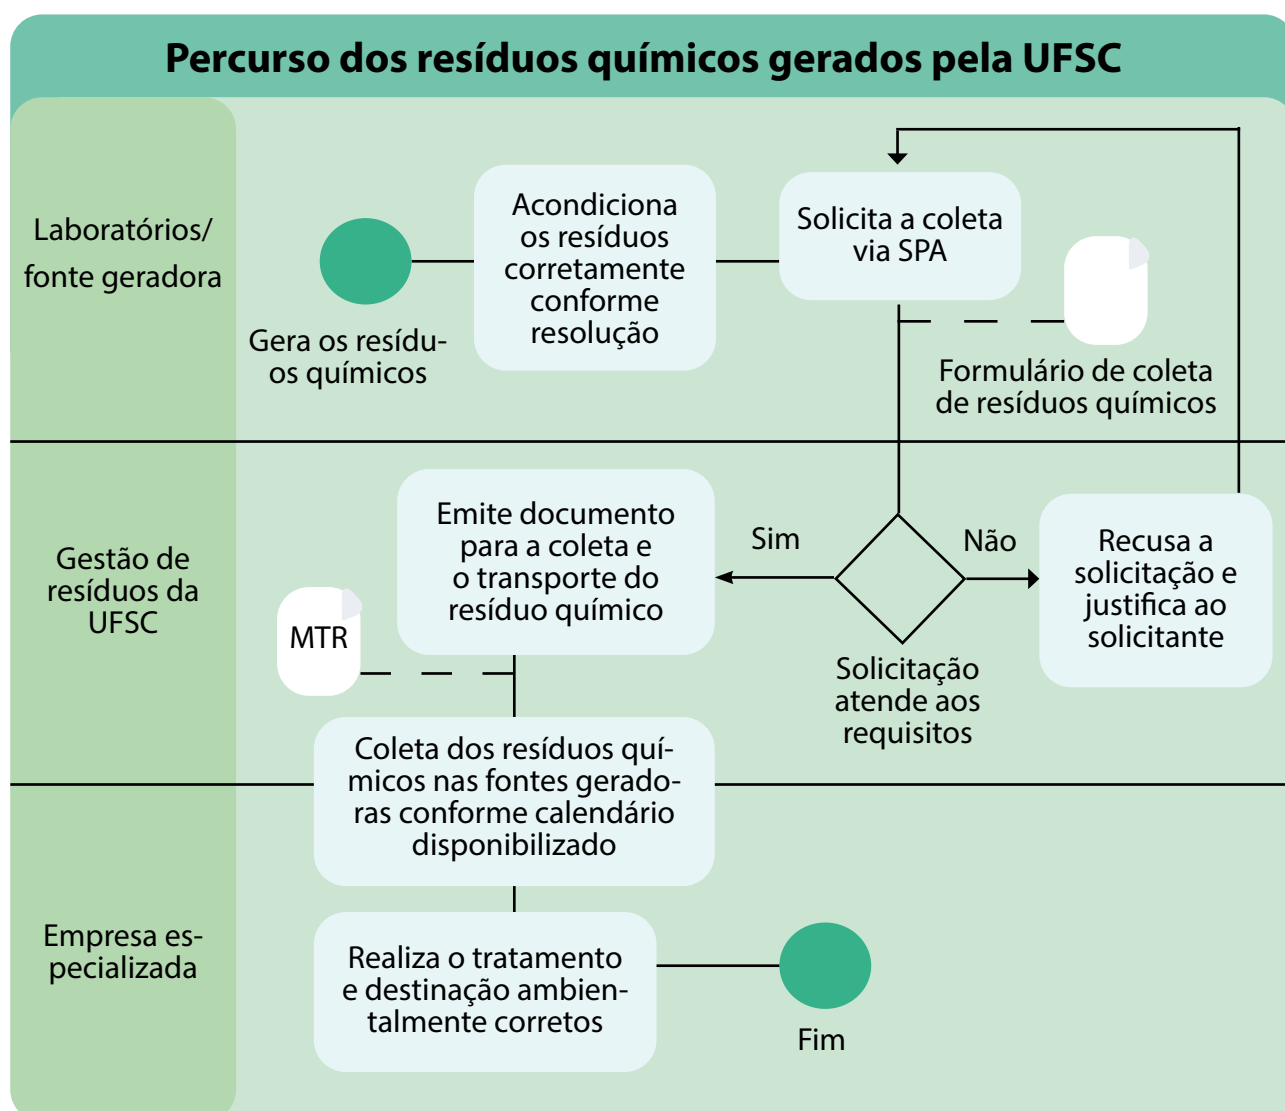 Percurso dos resíduos químicos gerados pela UFSC
Laboratórios/
fonte geradora
Gera os resídu-
os químicos
Acondiciona
os resíduos
corretamente
conforme
resolução
Solicita a coleta
via SPA
Formulário de coleta
de resíduos químicos
Gestão de
resíduos da
UFSC
Emite documento
para a coleta e
o transporte do
resíduo químico
Sim
Não
Recusa a
solicitação e
justifica ao
solicitante
Solicitação
atende aos
requisitos
MTR
Coleta dos resíduos quí-
micos nas fontes gerado-
ras conforme calendário
disponibilizado
Empresa es-
pecializada
Realiza o tratamento
e destinação ambien-
talmente corretos
Fim